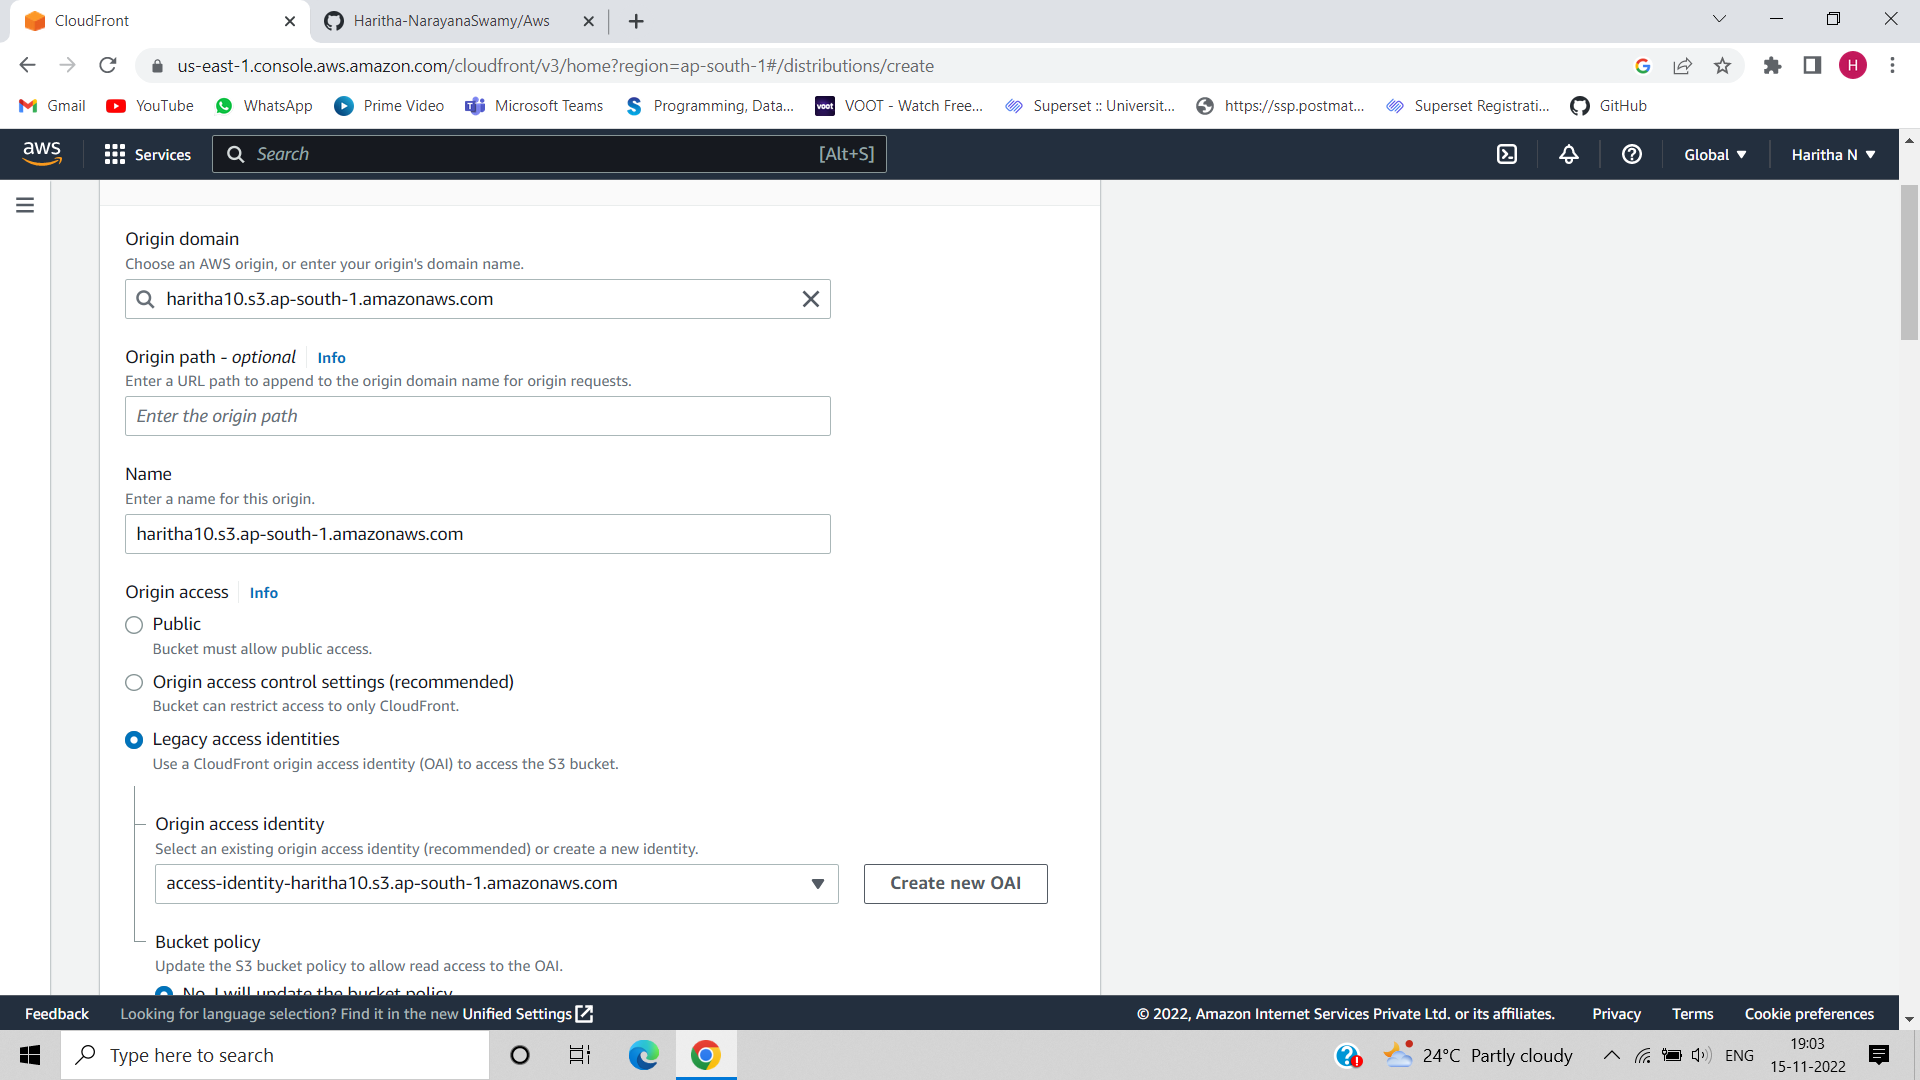 CloudFront
Haritha-NarayanaSwamy/Aws
us-east-1.console.aws.amazon.com/cloudfront/v3/home?region=ap-south-1#/distributions/create
H
Gmail
YouTube
WhatsApp
Prime Video
Microsoft Teams
Programming, Data...
voot
VOOT - Watch Free...
Superset :: Universit...
https://ssp.postmat...
Superset Registrati...
GitHub
aws
Services
Search
[Alt+S]
Global
Haritha N
Origin domain
Choose an AWS origin, or enter your origin's domain name.
haritha10.s3.ap-south-1.amazonaws.com
Origin path - optional
Info
Enter a URL path to append to the origin domain name for origin requests.
Enter the origin path
Name
Enter a name for this origin.
haritha10.s3.ap-south-1.amazonaws.com
Origin access
Info
Public
Bucket must allow public access.
Origin access control settings (recommended)
Bucket can restrict access to only CloudFront.
Legacy access identities
Use a CloudFront origin access identity (OAI) to access the S3 bucket.
Origin access identity
Select an existing origin access identity (recommended) or create a new identity.
access-identity-haritha10.s3.ap-south-1.amazonaws.com
Create new OAI
Bucket policy
Update the S3 bucket policy to allow read access to the OAI.
No, I will update the bucket policy
Feedback
Looking for language selection? Find it in the new Unified Settings
© 2022, Amazon Internet Services Private Ltd. or its affiliates.
Privacy
Terms
Cookie preferences
Type here to search
24°C Partly cloudy
ENG
19:03
15-11-2022